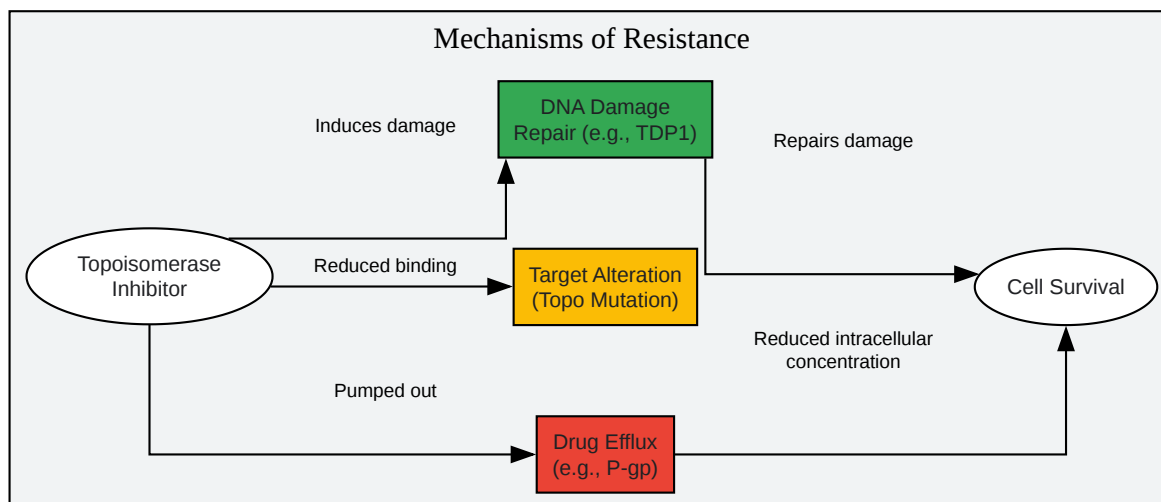 Mechanisms of Resistance
DNA Damage
Repair (e.g., TDP1)
Induces damage
Repairs damage
Topoisomerase
Inhibitor
Reduced binding
Target Alteration
(Topo Mutation)
Cell Survival
Reduced intracellular
concentration
Pumped out
Drug Efflux
(e.g., P-gp)